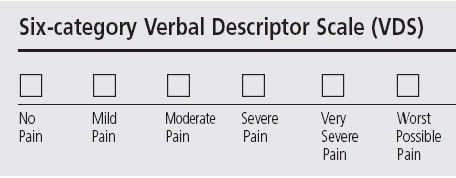 Six-category Verbal Descriptor Scale (VDS)
No Pain
Mild Pain
Moderate Pain
Severe Pain
Very Severe Pain
Worst Possible Pain